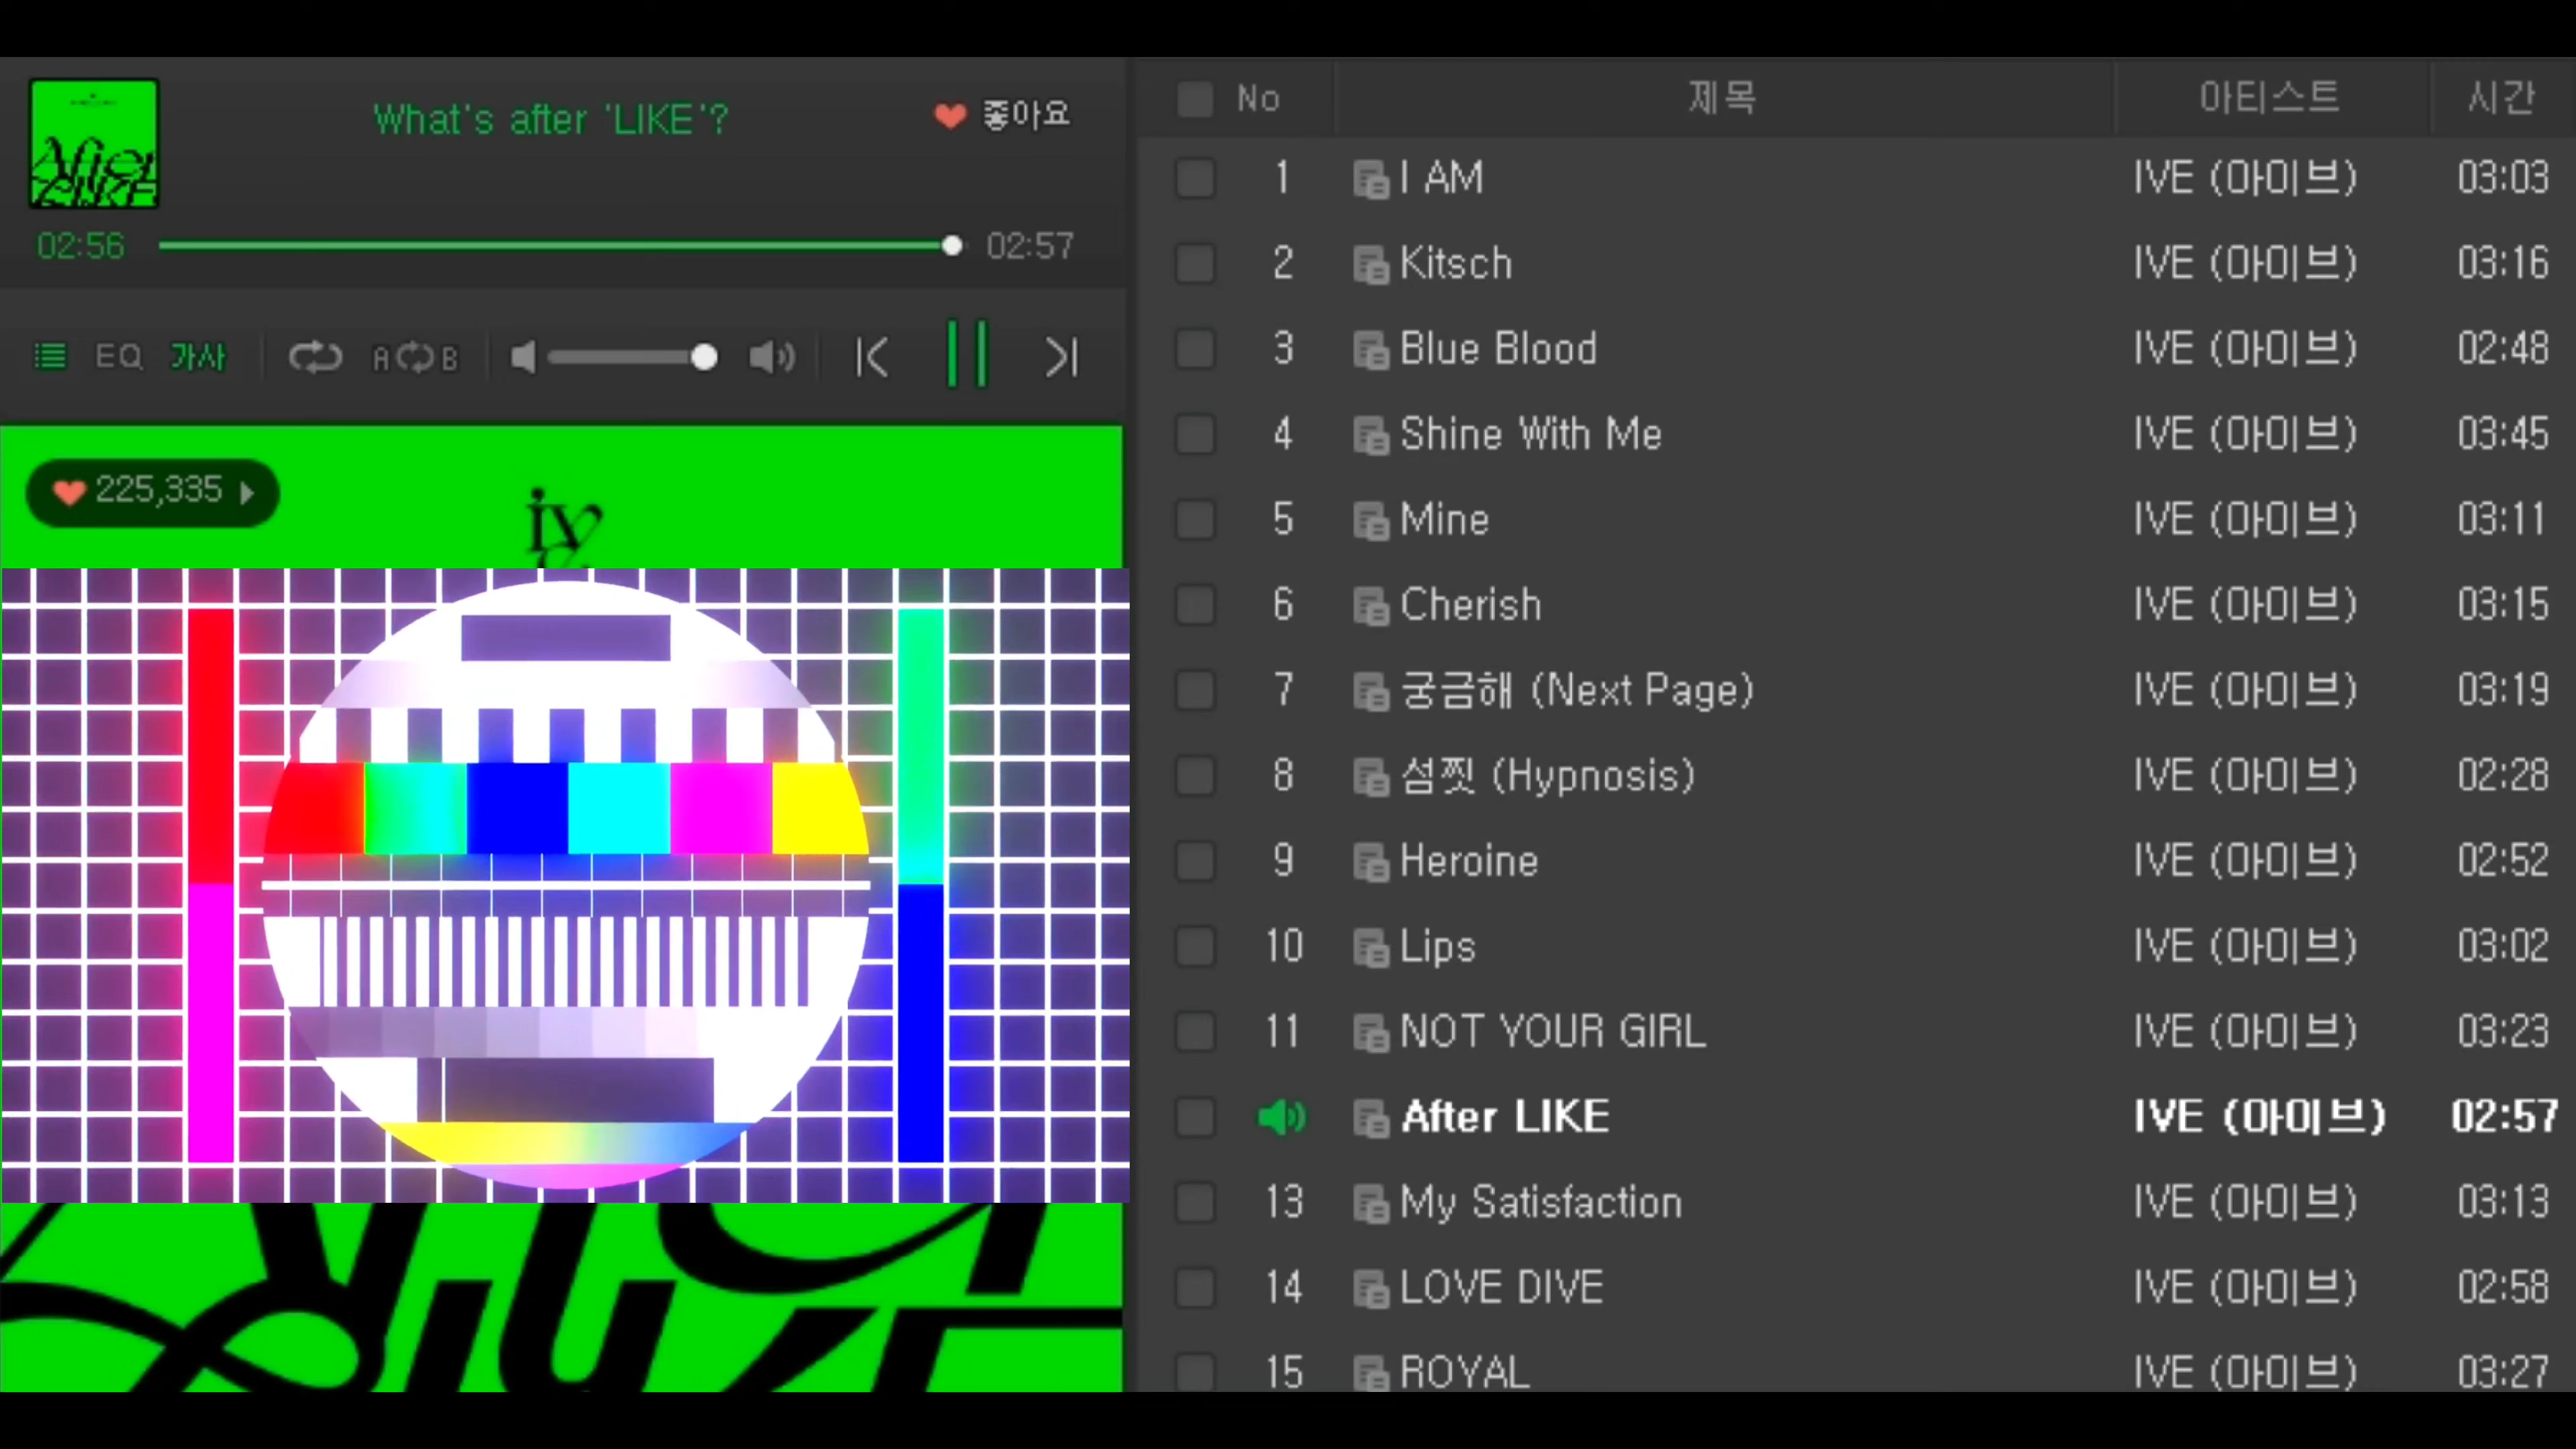 What's after 'LIKE'?
좋아요
02:56
02:57
EQ
가사
A B
225,335
ive
After
LIKE
No 제목 아티스트 시간
1 I AM IVE (아이브) 03:03
2 Kitsch IVE (아이브) 03:16
3 Blue Blood IVE (아이브) 02:48
4 Shine With Me IVE (아이브) 03:45
5 Mine IVE (아이브) 03:11
6 Cherish IVE (아이브) 03:15
7 궁금해 (Next Page) IVE (아이브) 03:19
8 섬찟 (Hypnosis) IVE (아이브) 02:28
9 Heroine IVE (아이브) 02:52
10 Lips IVE (아이브) 03:02
11 NOT YOUR GIRL IVE (아이브) 03:23
After LIKE IVE (아이브) 02:57
13 My Satisfaction IVE (아이브) 03:13
14 LOVE DIVE IVE (아이브) 02:58
15 ROYAL IVE (아이브) 03:27